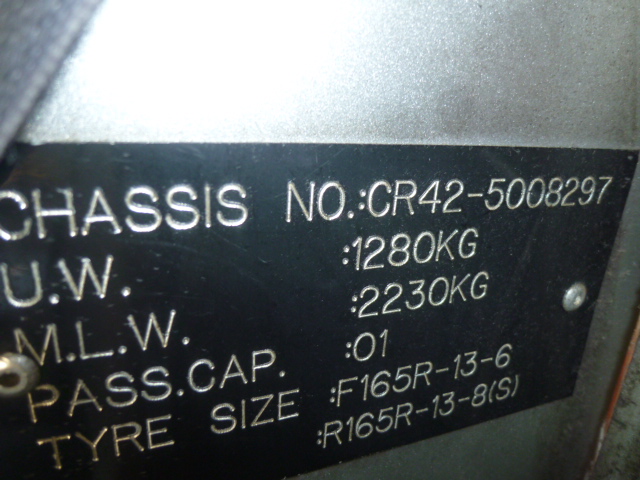 CHASSIS NO.:CR42-5008297
U.W. :1280KG
M.L.W. :2230KG
PASS.CAP. :01
TYRE SIZE :F165R-13-6
:R165R-13-8(S)